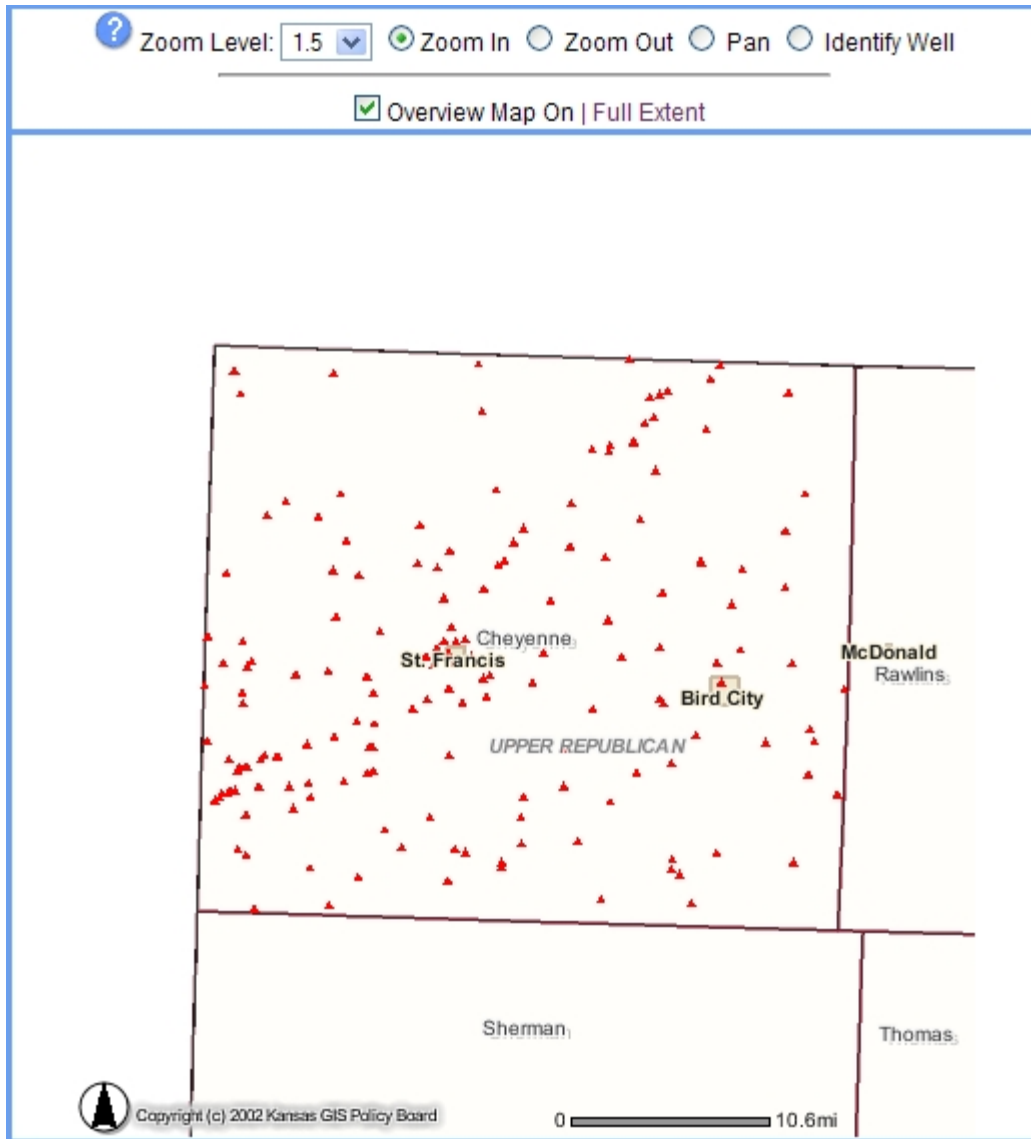 ? Zoom Level: 1.5 Zoom In Zoom Out Pan Identify Well
Overview Map On | Full Extent
Cheyenne
St. Francis
McDonald
Rawlins
Bird City
UPPER REPUBLICAN
Sherman
Thomas
Copyright (c) 2002 Kansas GIS Policy Board
0 10.6mi